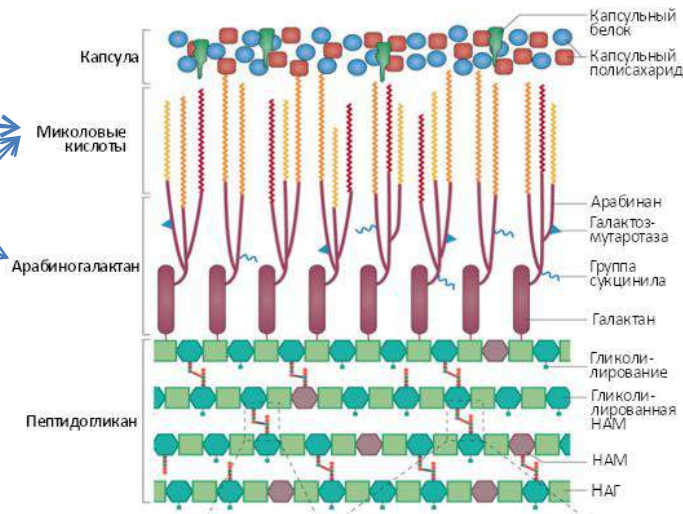 Капсула
Миколовые
кислоты
Арабиногалактан
Пептидогликан
Капсульный
белок
Капсульный
полисахарид
Арабинан
Галактоз-
мутаротаза
Группа
сукцинила
Галактан
Гликоли-
лирование
Гликоли-
лированная
НАМ
НАМ
НАГ